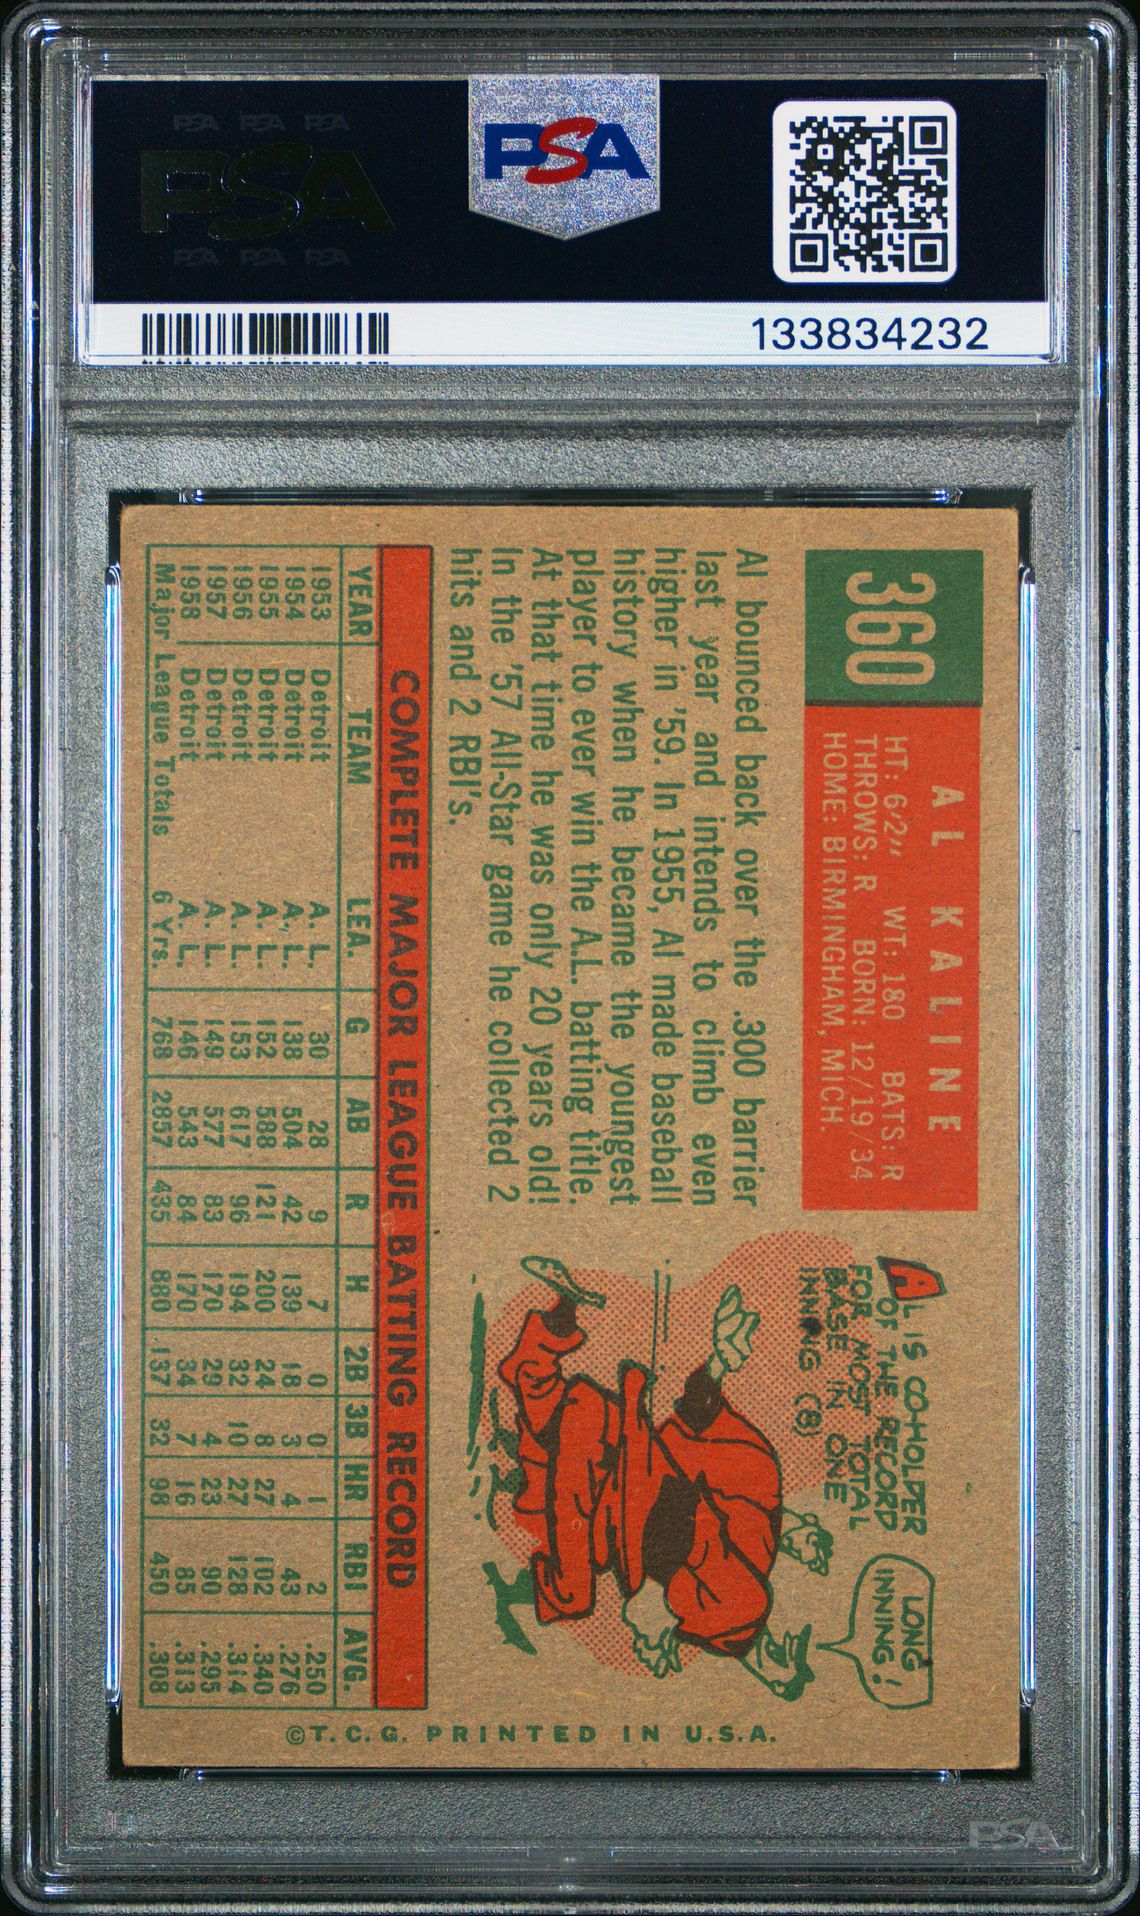 PSA PSA PSA
PSA
PSA PSA PSA
PSA
133834232
360
AL KALINE
HT: 6'2" WT: 180 BATS: R
THROWS: R BORN: 12/19/34
HOME: BIRMINGHAM, MICH.
Al bounced back over the .300 barrier
last year and intends to climb even
higher in '59. In 1955, Al made baseball
history when he became the youngest
player to ever win the A.L. batting title.
At that time he was only 20 years old!
In the '57 All-Star game he collected 2
hits and 2 RBI's.
AL IS CO-HOLDER
OF THE RECORD
FOR MOST TOTAL
BASE IN ONE
INNING (8)
LONG
INNING!
COMPLETE MAJOR LEAGUE BATTING RECORD
YEAR TEAM LEA. G AB R H 2B 3B HR RBI AVG.
1953 Detroit A. L. 30 28 9 7 0 0 1 2 .250
1954 Detroit A. L. 138 504 42 139 18 3 4 43 .276
1955 Detroit A. L. 152 588 121 200 24 8 27 102 .340
1956 Detroit A. L. 153 617 96 194 32 10 27 128 .314
1957 Detroit A. L. 149 577 83 170 29 4 23 90 .295
1958 Detroit A. L. 146 543 84 170 34 7 16 85 .313
Major League Totals 6 Yrs. 768 2857 435 880 137 32 98 450 .308
©T. C. G. PRINTED IN U.S.A.
PSA